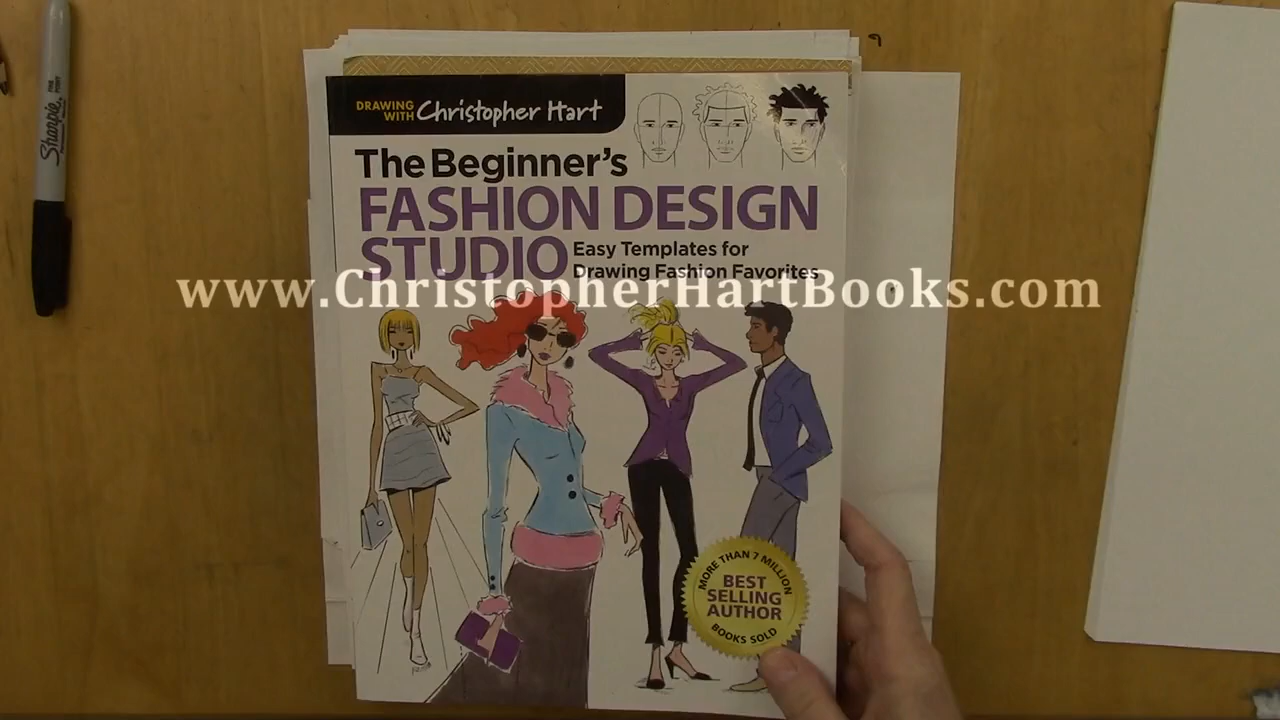 Sharpie
DRAWING
WITH Christopher Hart
The Beginner's
FASHION DESIGN
STUDIO Easy Templates for
Drawing Fashion Favorites
www.ChristopherHartBooks.com
MORE THAN 7 MILLION
BEST
SELLING
AUTHOR
BOOKS SOLD